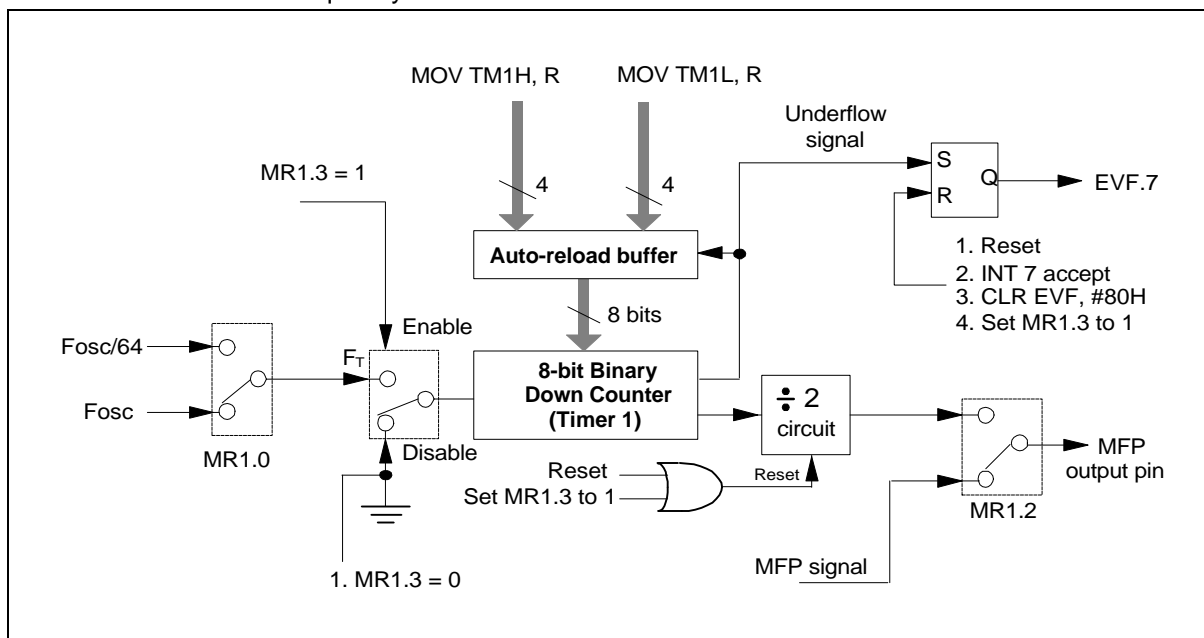 MOV TM1H, R
MOV TM1L, R
Underflow
signal
S
Q
R
EVF.7
MR1.3 = 1
4
4
Auto-reload buffer
1. Reset
2. INT 7 accept
3. CLR EVF, #80H
4. Set MR1.3 to 1
8 bits
Enable
Fosc/64
FT
Fosc
MR1.0
8-bit Binary
Down Counter
(Timer 1)
÷ 2
circuit
Disable
Reset
Set MR1.3 to 1
Reset
MFP
output pin
MR1.2
MFP signal
1. MR1.3 = 0